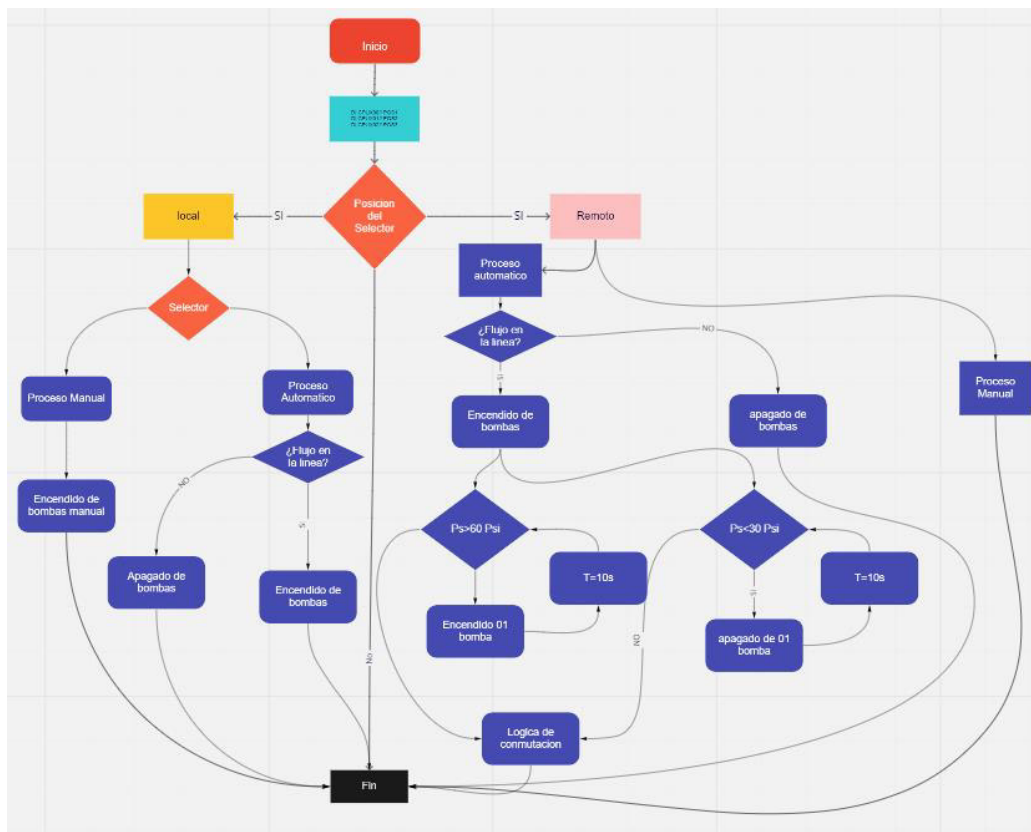 Inicio
Posicion
del
Selector
SI
local
SI
Remoto
Selector
Proceso Manual
Proceso
Automatico
Encendido de
bombas manual
¿Flujo en
la linea?
NO
SI
Apagado de
bombas
Encendido de
bombas
NO
Proceso
automatico
¿Flujo en
la linea?
NO
SI
Encendido de
bombas
apagado de
bombas
Proceso
Manual
Ps>60 Psi
T=10s
Encendido 01
bomba
Ps<30 Psi
T=10s
SI
apagado de 01
bomba
NO
Logica de
conmutacion
Fin